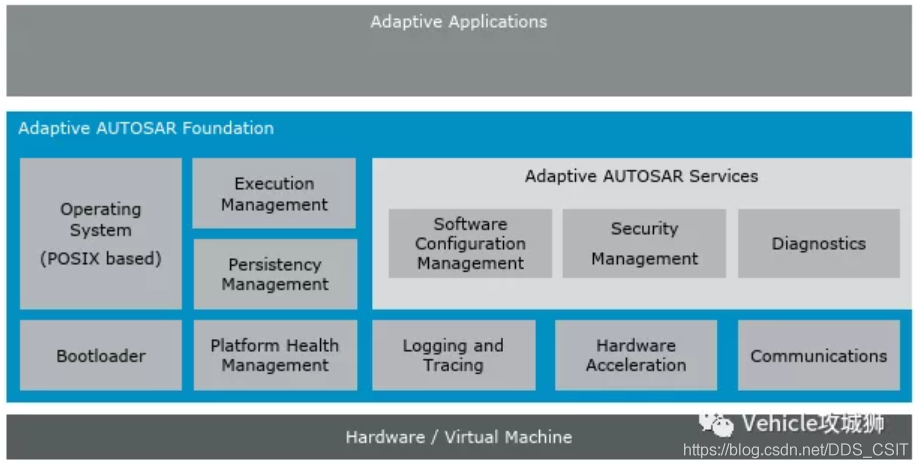 Adaptive Applications
Adaptive AUTOSAR Foundation
Operating
System
(POSIX based)
Execution
Management
Persistency
Management
Adaptive AUTOSAR Services
Software
Configuration
Management
Security
Management
Diagnostics
Bootloader
Platform Health
Management
Logging and
Tracing
Hardware
Acceleration
Communications
Hardware / Virtual Machine
Vehicle攻城狮
https://blog.csdn.net/DDS_CSIT